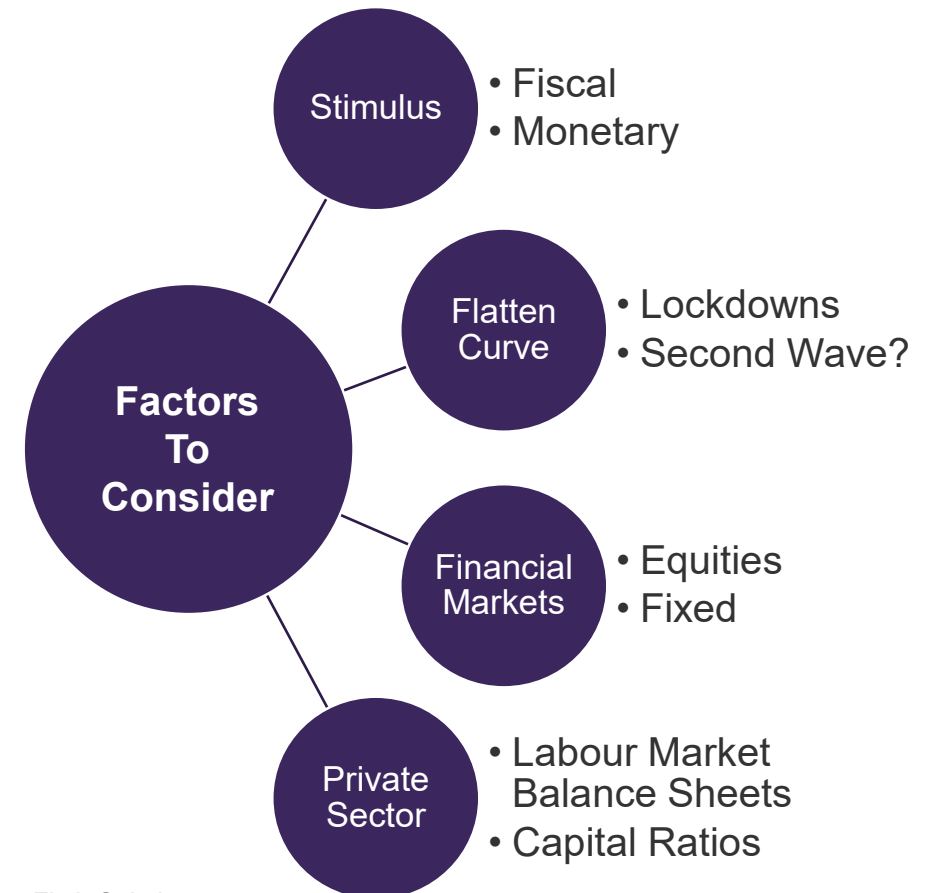 Stimulus
• Fiscal
• Monetary
Flatten
Curve
• Lockdowns
• Second Wave?
Factors
To
Consider
Financial
Markets
• Equities
• Fixed
Private
Sector
• Labour Market
Balance Sheets
• Capital Ratios